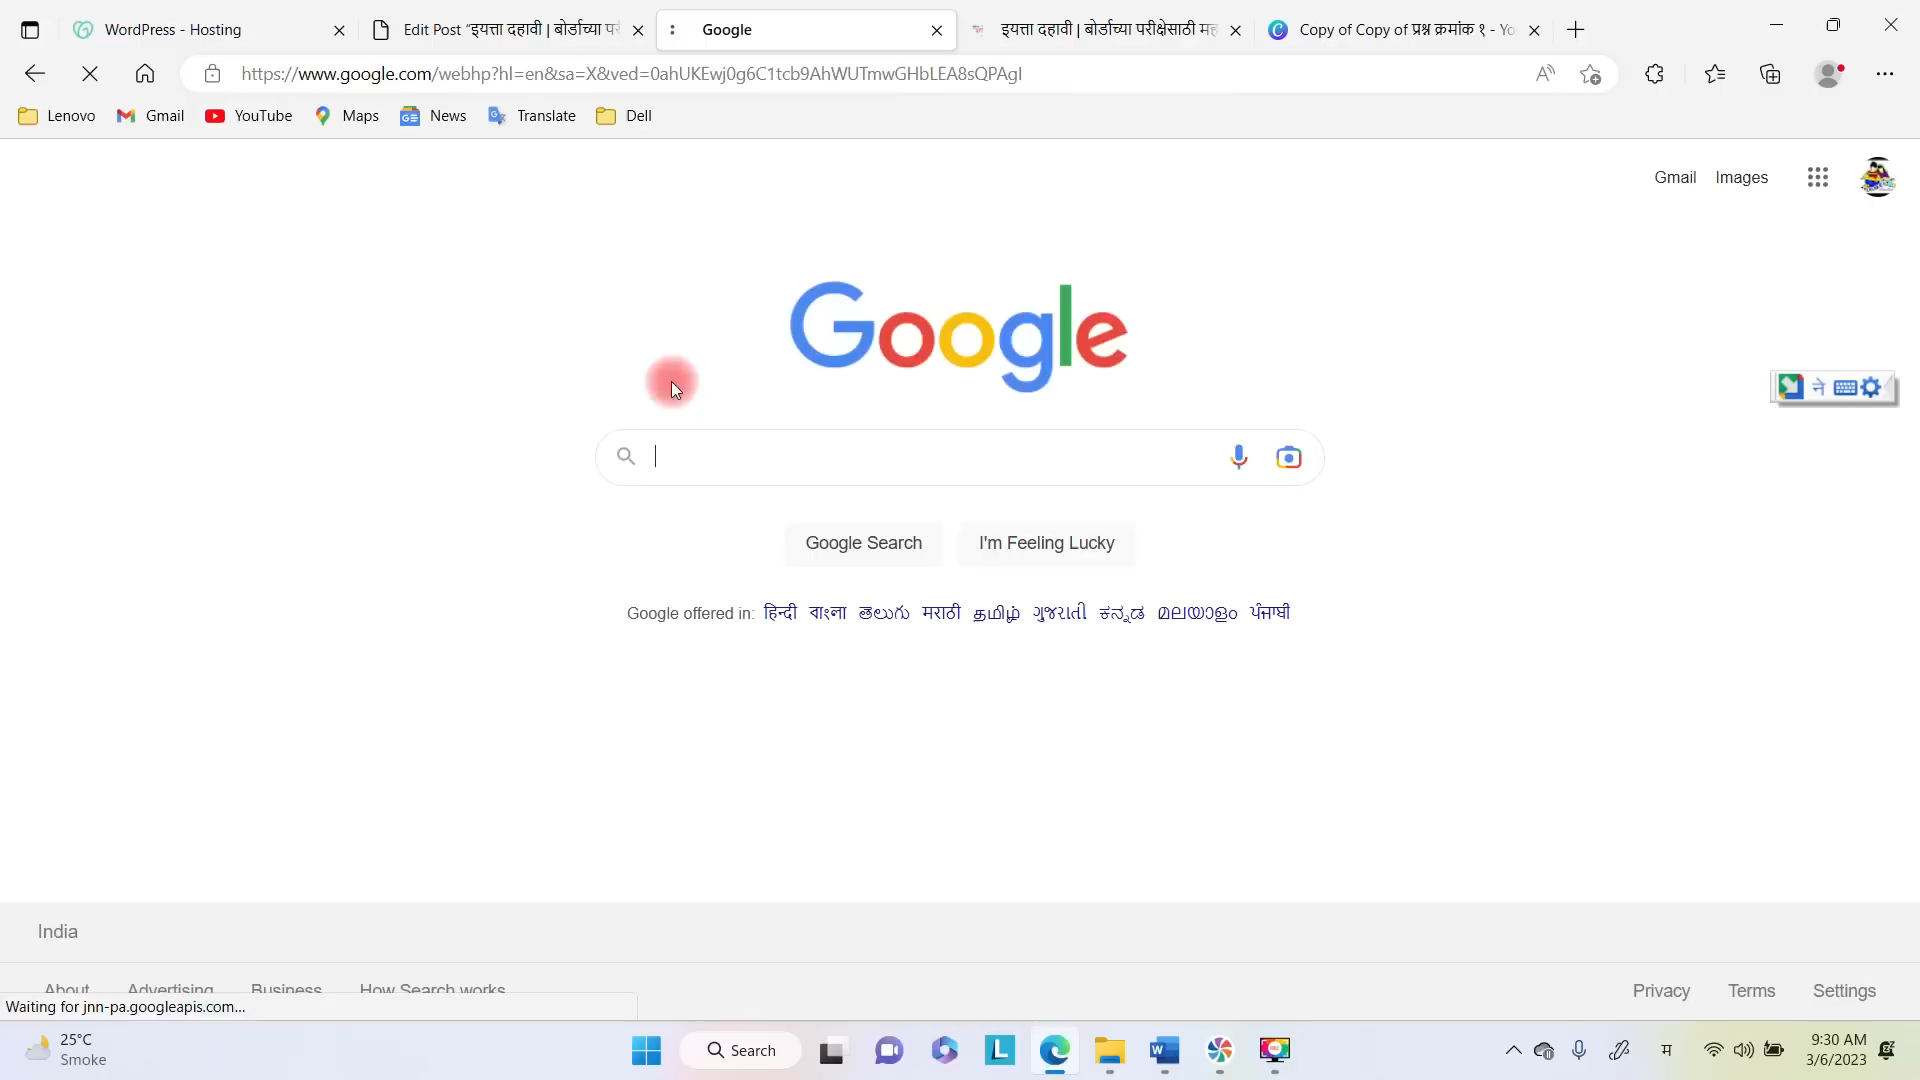 WordPress - Hosting
Edit Post “इयत्ता दहावी | बोर्डाच्या परी
Google
इयत्ता दहावी | बोर्डाच्या परीक्षेसाठी मह
Copy of Copy of प्रश्न क्रमांक १ - Yo
https://www.google.com/webhp?hl=en&sa=X&ved=0ahUKEwj0g6C1tcb9AhWUTmwGHbLEA8sQPAgI
Lenovo Gmail YouTube Maps News Translate Dell
Gmail Images
Google
ने
Google Search I'm Feeling Lucky
Google offered in: हिन्दी বাংলা తెలుగు मराठी தமிழ் ગુજરાતી ಕನ್ನಡ മലയാളം ਪੰਜਾਬੀ
India
About Advertising Business How Search works
Privacy Terms Settings
Waiting for jnn-pa.googleapis.com...
25°C
Smoke
Search
म
9:30 AM
3/6/2023